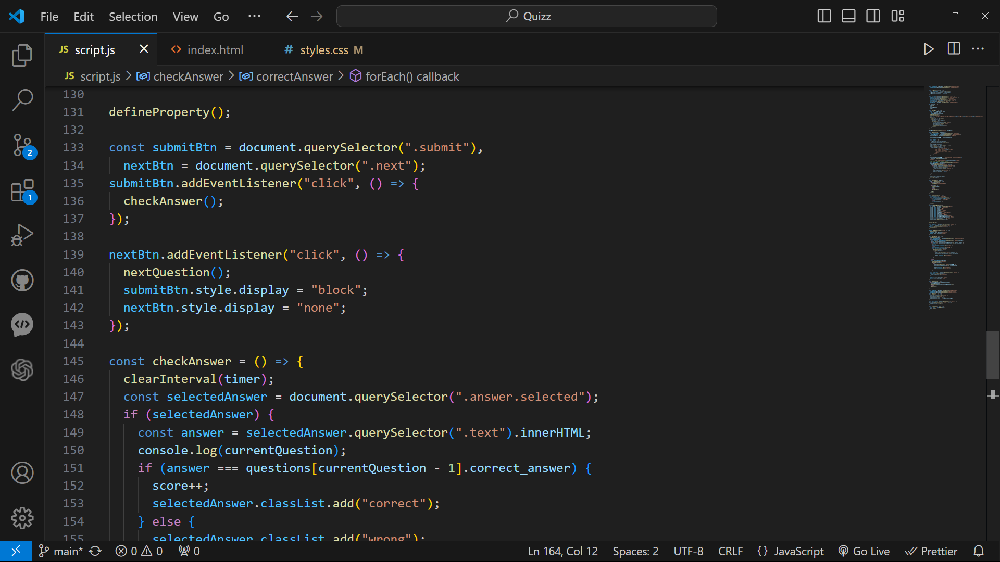 File Edit Selection View Go ··· Quizz
JS script.js × <> index.html # styles.css M
JS script.js > checkAnswer > correctAnswer > forEach() callback
130
131 defineProperty();
132
133 const submitBtn = document.querySelector(".submit"),
134 nextBtn = document.querySelector(".next");
135 submitBtn.addEventListener("click", () => {
136 checkAnswer();
137 });
138
139 nextBtn.addEventListener("click", () => {
140 nextQuestion();
141 submitBtn.style.display = "block";
142 nextBtn.style.display = "none";
143 });
144
145 const checkAnswer = () => {
146 clearInterval(timer);
147 const selectedAnswer = document.querySelector(".answer.selected");
148 if (selectedAnswer) {
149 const answer = selectedAnswer.querySelector(".text").innerHTML;
150 console.log(currentQuestion);
151 if (answer === questions[currentQuestion - 1].correct_answer) {
152 score++;
153 selectedAnswer.classList.add("correct");
154 } else {
155 selectedAnswer.classList.add("wrong");
2
1
main* 0 0 0 Ln 164, Col 12 Spaces: 2 UTF-8 CRLF {} JavaScript Go Live Prettier